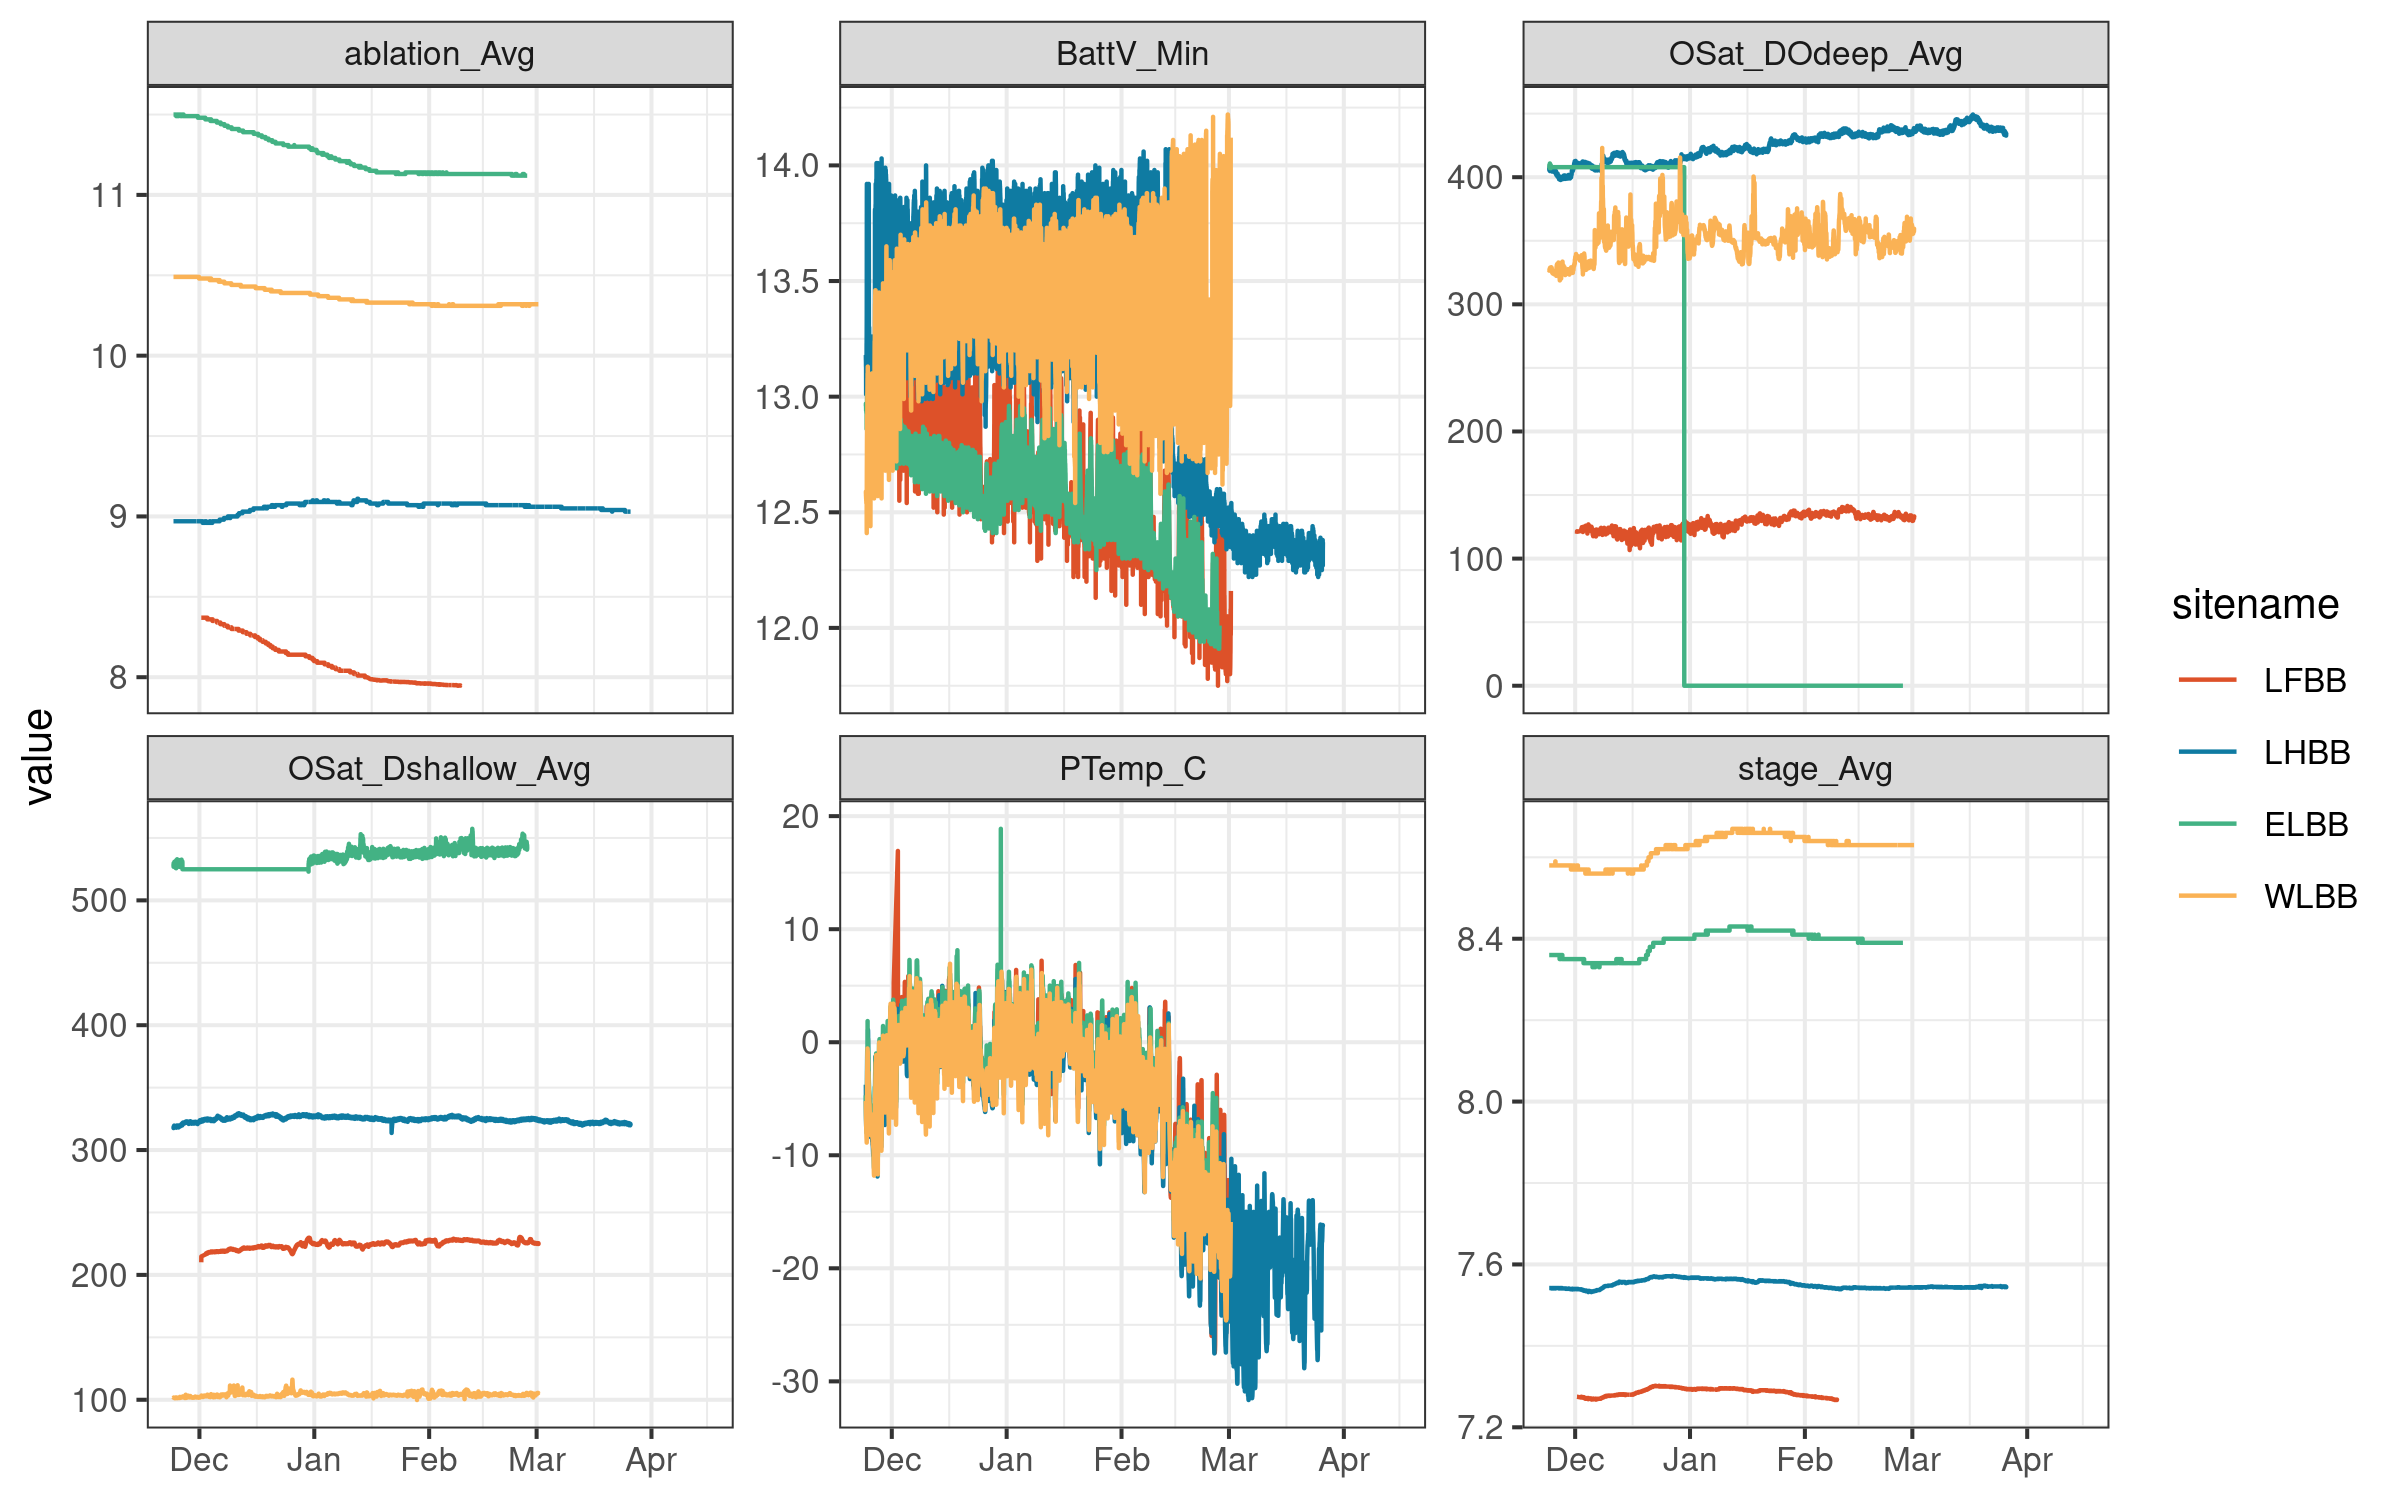 ablation_Avg
BattV_Min
OSat_DOdeep_Avg
11
10
9
8
14.0
13.5
13.0
12.5
12.0
400
300
200
100
0
value
OSat_Dshallow_Avg
PTemp_C
stage_Avg
500
400
300
200
100
20
10
0
-10
-20
-30
8.4
8.0
7.6
7.2
Dec Jan Feb Mar Apr
Dec Jan Feb Mar Apr
Dec Jan Feb Mar Apr
sitename
LFBB
LHBB
ELBB
WLBB